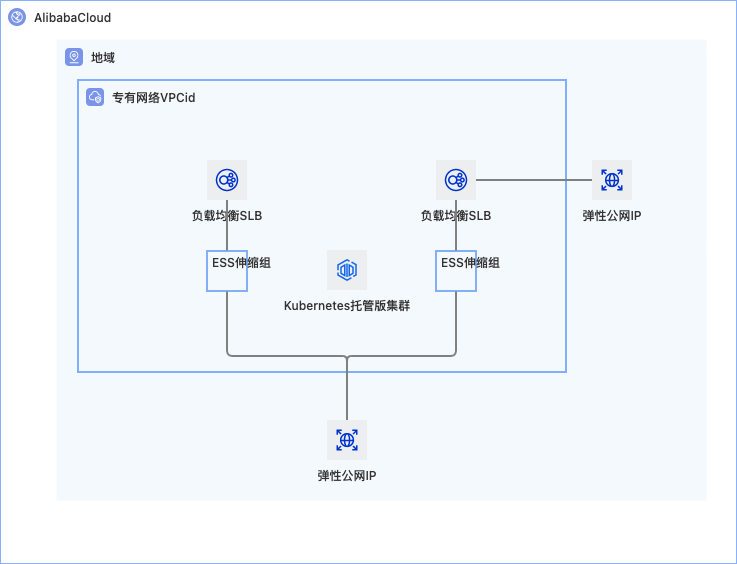 AlibabaCloud
地域
专有网络VPCid
负载均衡SLB
负载均衡SLB
弹性公网IP
ESS伸缩组
ESS伸缩组
Kubernetes托管版集群
弹性公网IP